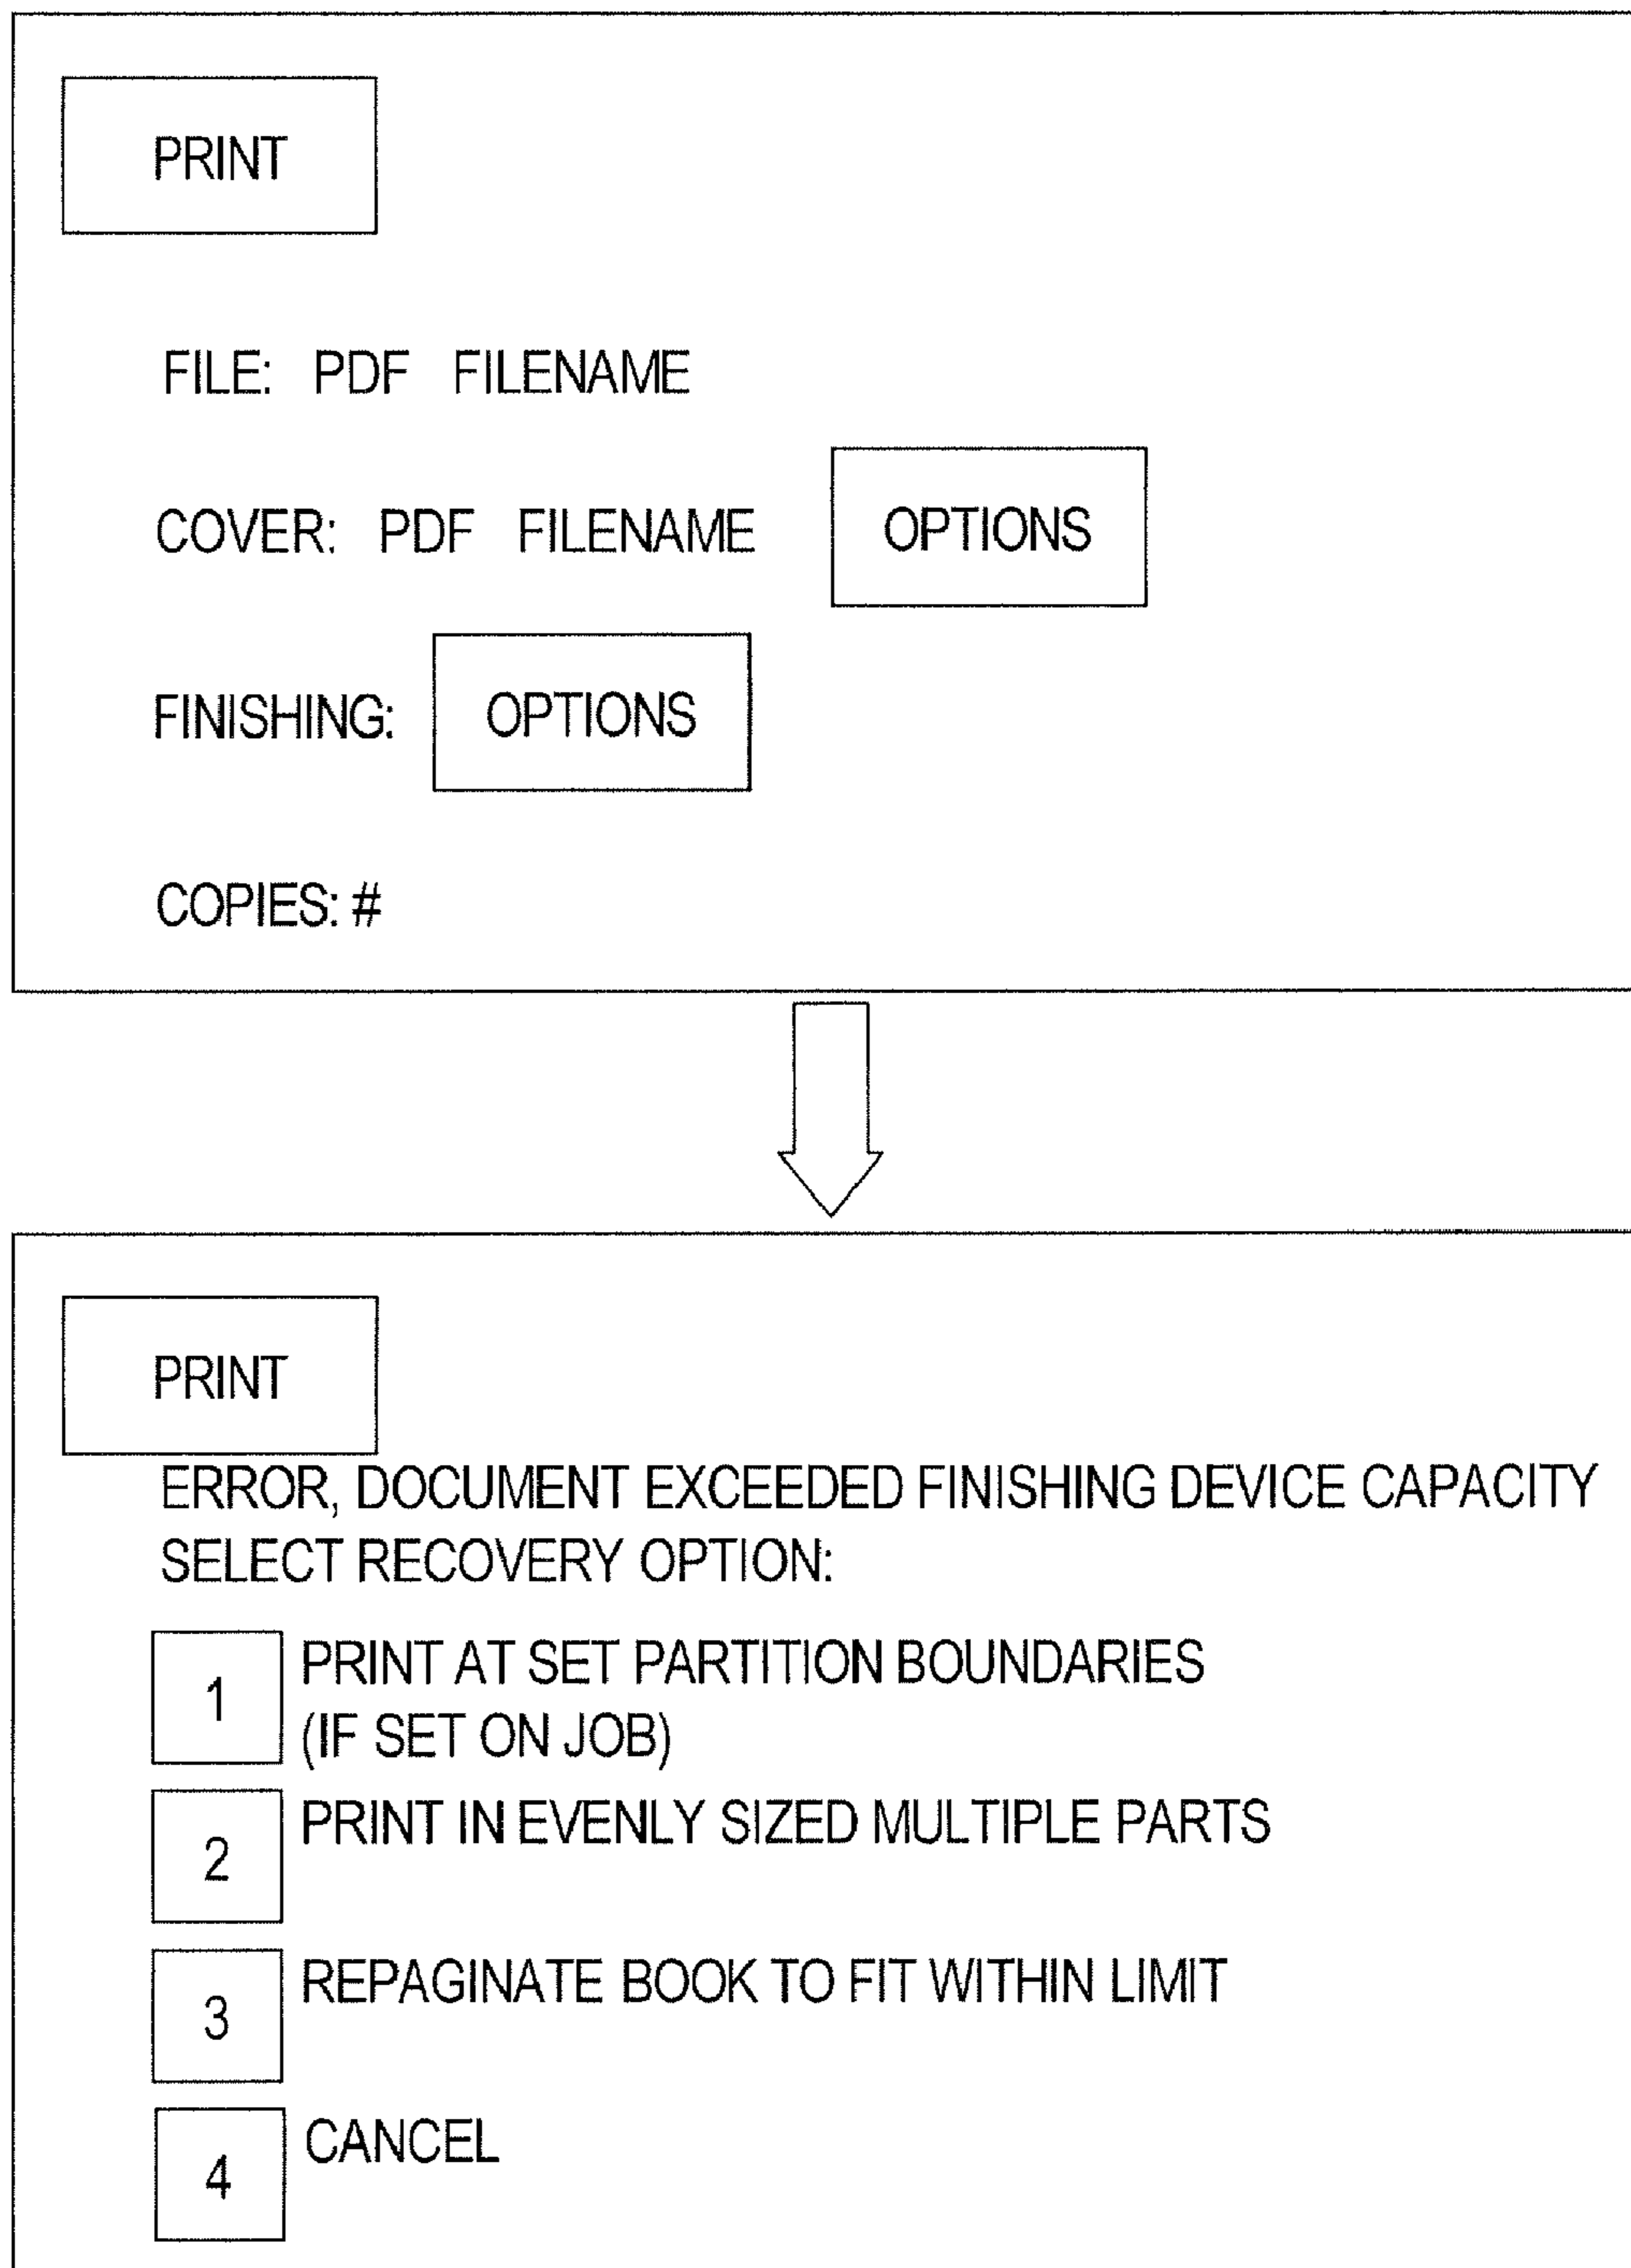 PRINT
FILE: PDF FILENAME
COVER: PDF FILENAME OPTIONS
FINISHING: OPTIONS
COPIES: #
PRINT
ERROR, DOCUMENT EXCEEDED FINISHING DEVICE CAPACITY
SELECT RECOVERY OPTION:
1 PRINT AT SET PARTITION BOUNDARIES
(IF SET ON JOB)
2 PRINT IN EVENLY SIZED MULTIPLE PARTS
3 REPAGINATE BOOK TO FIT WITHIN LIMIT
4 CANCEL